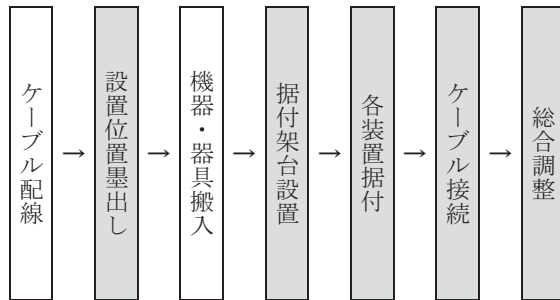 ケーブル配線
→
設置位置墨出し
→
機器・器具搬入
→
据付架台設置
→
各装置据付
→
ケーブル接続
→
総合調整